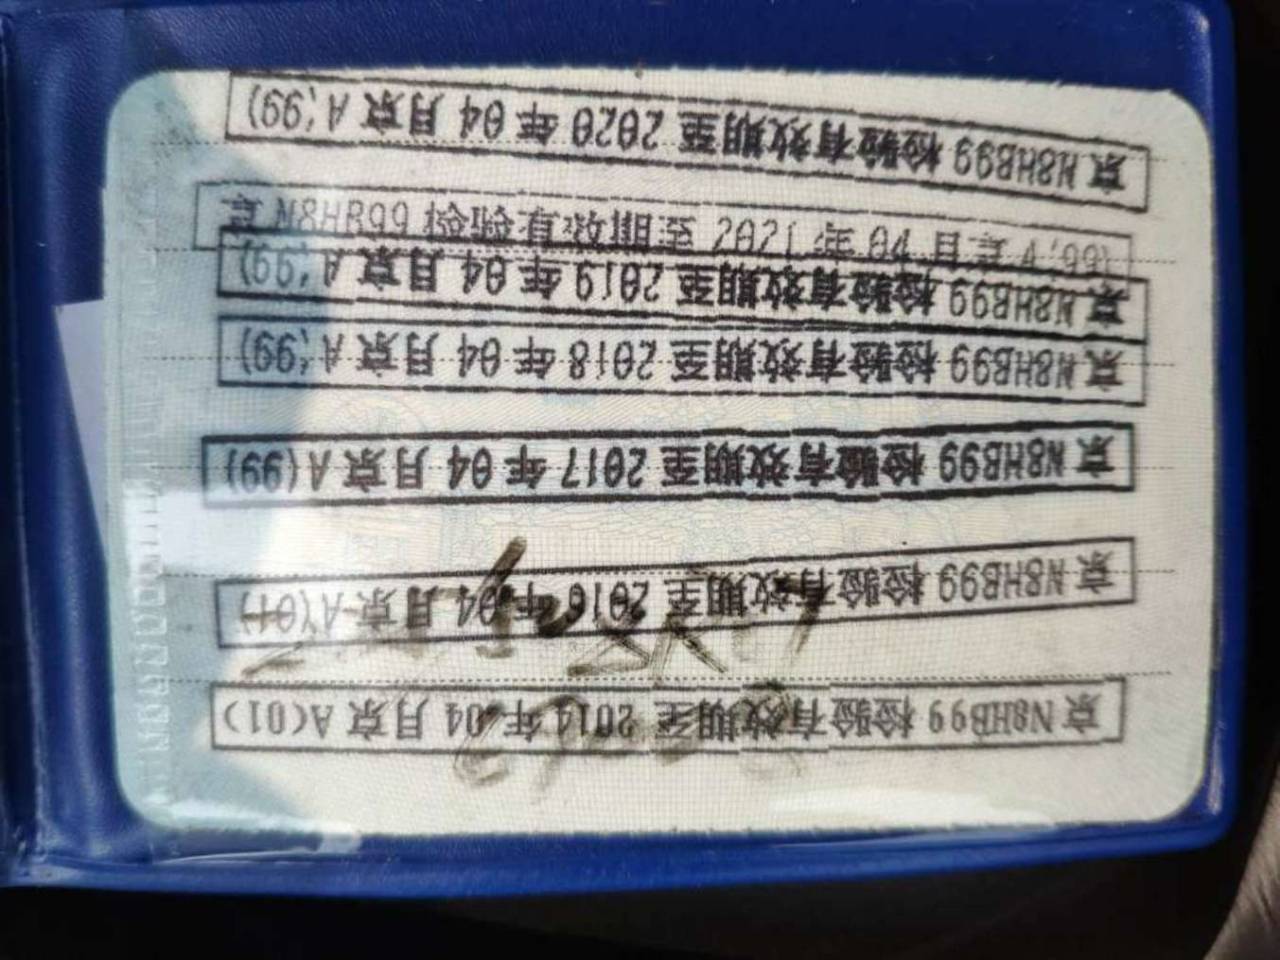 京N8HB99 检验有效期至 2014 年 04 月京 A(01)
京N8HB99 检验有效期至 2016 年 04 月京 A(01)
京N8HB99 检验有效期至 2017 年 04 月京 A(99)
京N8HB99 检验有效期至 2018 年 04 月京 A,99)
京N8HB99 检验有效期至 2019 年 04 月京 A,99)
京N8HB99 检验有效期至 2021 年 04 月京 A,99)
京N8HB99 检验有效期至 2020 年 04 月京 A,99)